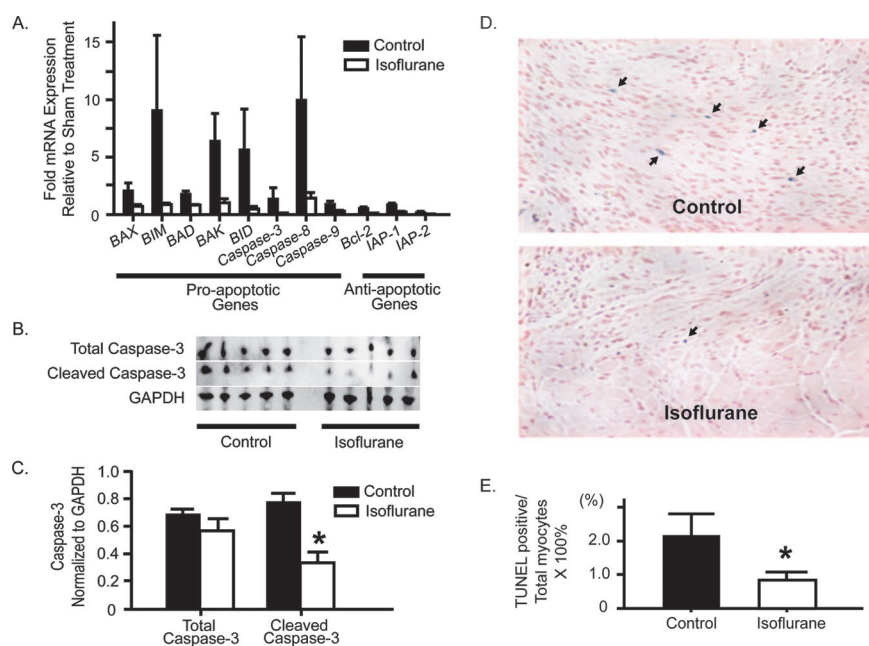 A.
Fold mRNA Expression
Relative to Sham Treatment
15
10
5
0
Control
Isoflurane
BAX
BIM
BAD
BAK
BID
Caspase-3
Caspase-8
Caspase-9
Bcl-2
IAP-1
IAP-2
Pro-apoptotic
Genes
Anti-apoptotic
Genes
B.
Total Caspase-3
Cleaved Caspase-3
GAPDH
Control
Isoflurane
C.
Caspase-3
Normalized to GAPDH
1.0
0.8
0.6
0.4
0.2
0
Control
Isoflurane
*
Total
Caspase-3
Cleaved
Caspase-3
D.
Control
Isoflurane
E.
TUNEL positive/
Total myocytes
X 100%
(%)
2.0
1.0
0
*
Control
Isoflurane